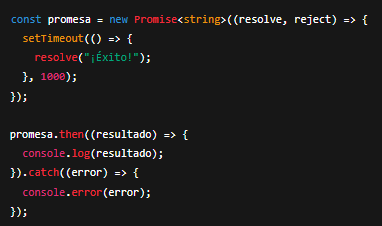 const promesa = new Promise<string>((resolve, reject) => {
  setTimeout(() => {
    resolve("¡Éxito!");
  }, 1000);
});

promesa.then((resultado) => {
  console.log(resultado);
}).catch((error) => {
  console.error(error);
});